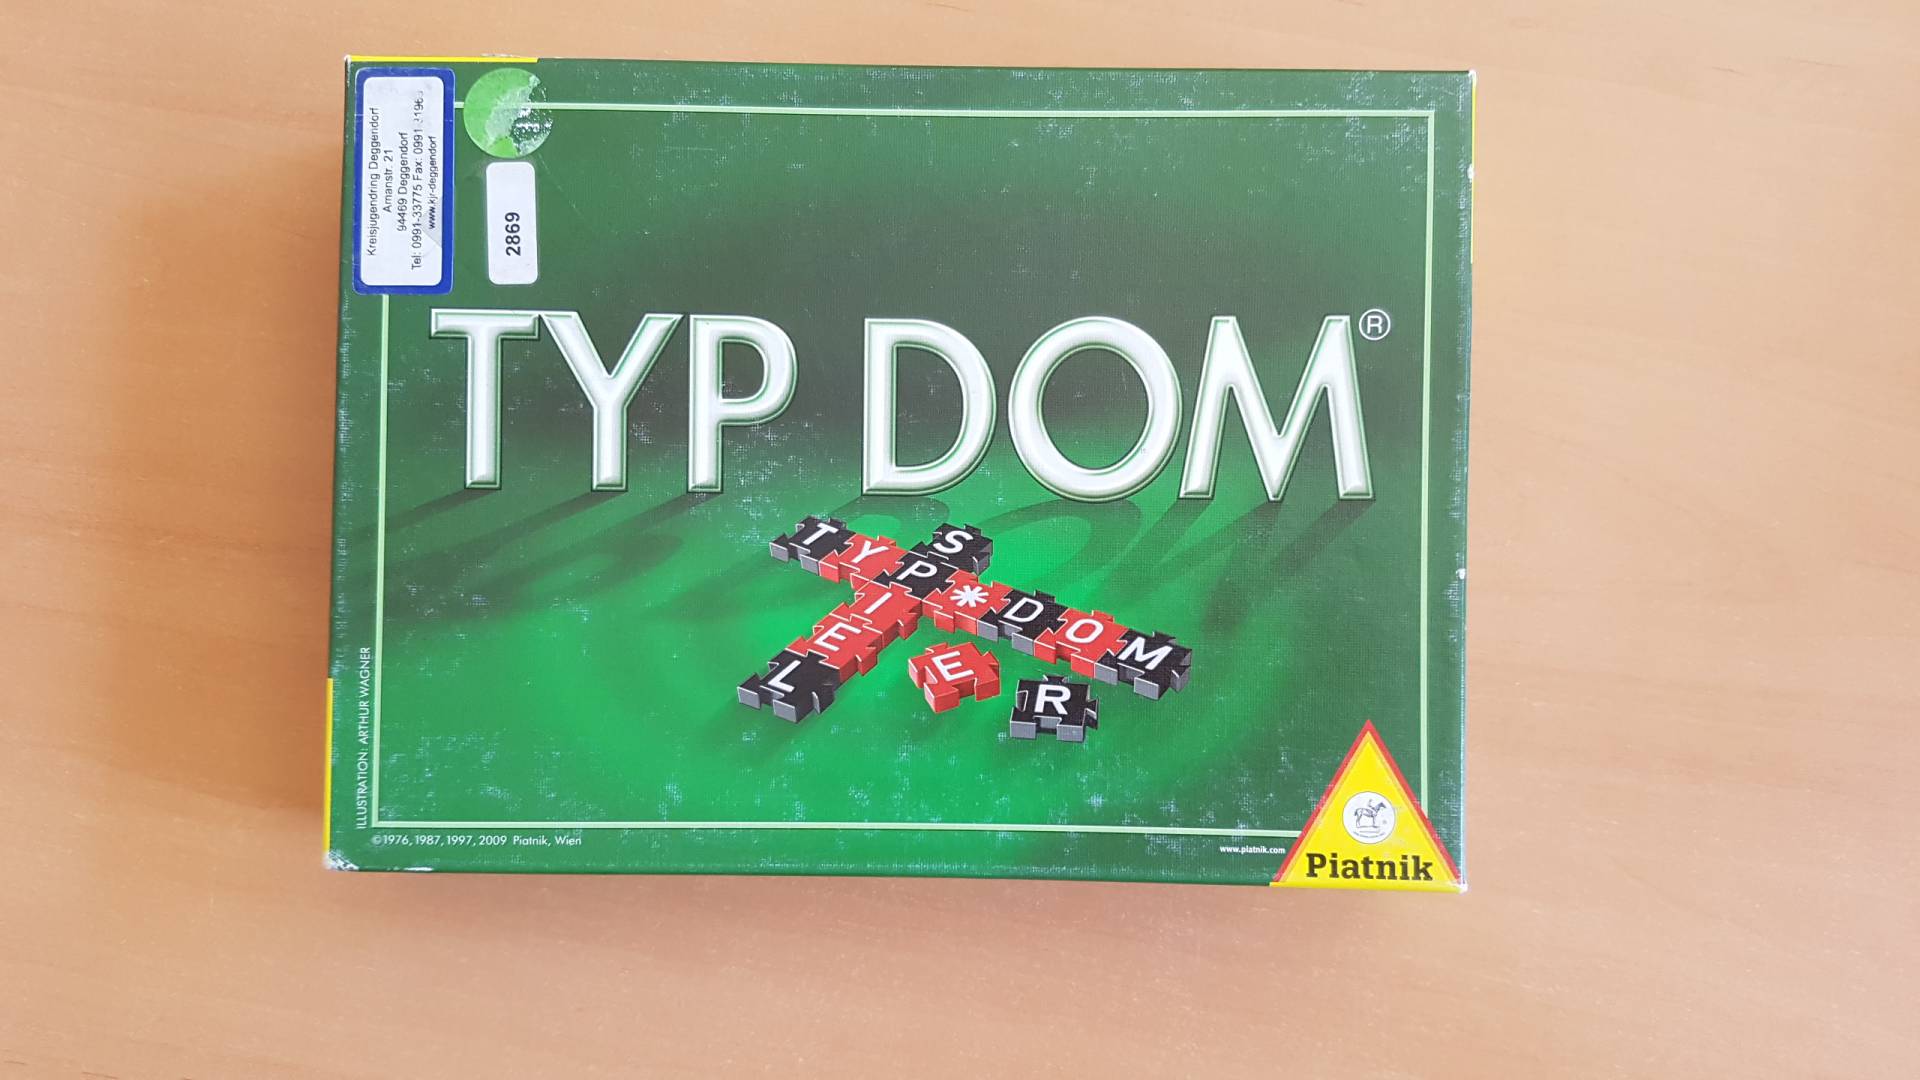 Kreisjugendring Deggendorf
Amanstr. 21
94469 Deggendorf
Tel: 0991-33775 Fax: 0991
www.kjr-deggendorf
2869
TYP DOM®
TYP*DOM
SPIEL
E
R
ILLUSTRATION: ARTHUR WAGNER
©1976, 1987, 1997, 2009 Piatnik, Wien
www.piatnik.com
Piatnik